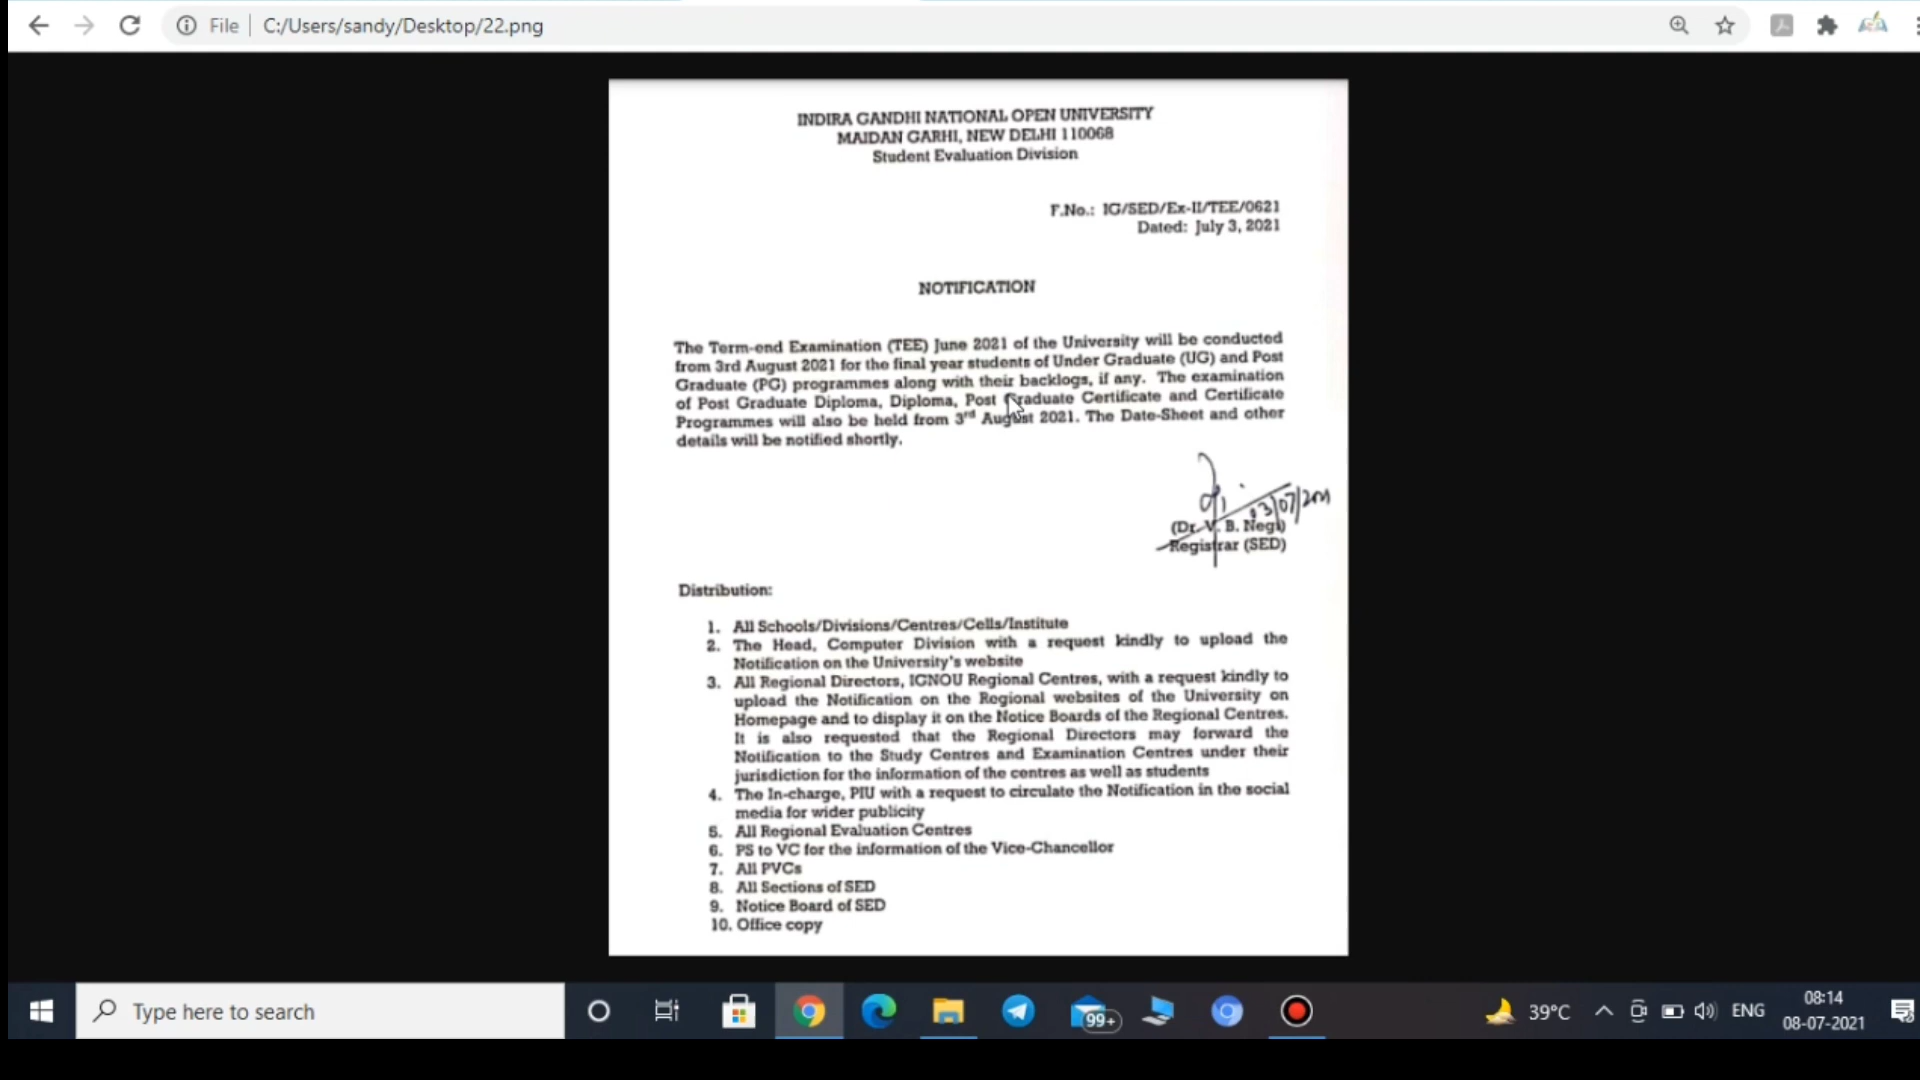 File C:/Users/sandy/Desktop/22.png
INDIRA GANDHI NATIONAL OPEN UNIVERSITY
MAIDAN GARHI, NEW DELHI 110068
Student Evaluation Division
F.No.: IG/SED/Ex-II/TEE/0621
Dated: July 3, 2021
NOTIFICATION
The Term-end Examination (TEE) June 2021 of the University will be conducted
from 3rd August 2021 for the final year students of Under Graduate (UG) and Post
Graduate (PG) programmes along with their backlogs, if any. The examination
of Post Graduate Diploma, Diploma, Post Graduate Certificate and Certificate
Programmes will also be held from 3rd August 2021. The Date-Sheet and other
details will be notified shortly.
03/07/2021
(Dr. V. B. Negi)
Registrar (SED)
Distribution:
1. All Schools/Divisions/Centres/Cells/Institute
2. The Head, Computer Division with a request kindly to upload the
Notification on the University's website
3. All Regional Directors, IGNOU Regional Centres, with a request kindly to
upload the Notification on the Regional websites of the University on
Homepage and to display it on the Notice Boards of the Regional Centres.
It is also requested that the Regional Directors may forward the
Notification to the Study Centres and Examination Centres under their
jurisdiction for the information of the centres as well as students
4. The In-charge, PIU with a request to circulate the Notification in the social
media for wider publicity
5. All Regional Evaluation Centres
6. PS to VC for the information of the Vice-Chancellor
7. All PVCs
8. All Sections of SED
9. Notice Board of SED
10. Office copy
Type here to search
99+
39°C
ENG
08:14
08-07-2021